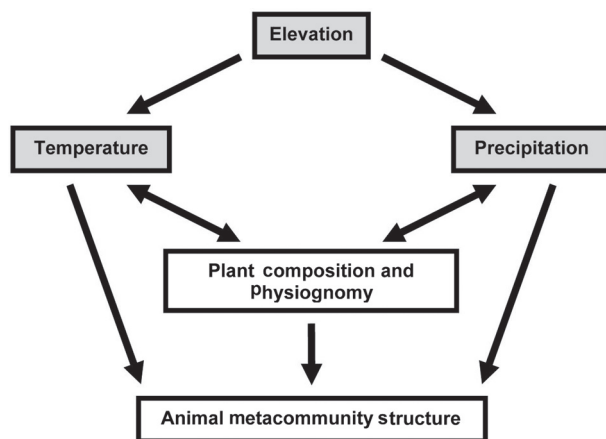 Elevation
Temperature
Precipitation
Plant composition and
physiognomy
Animal metacommunity structure